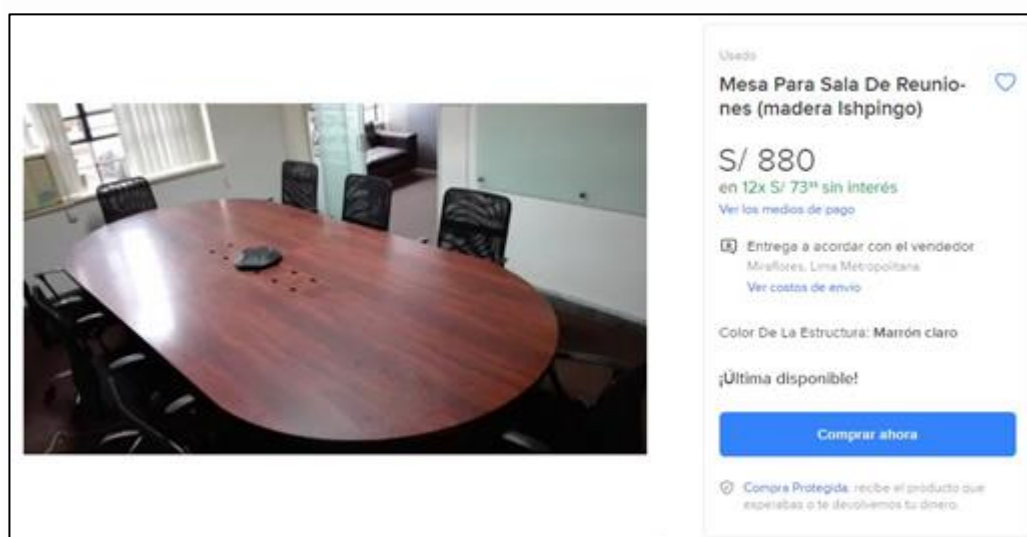 Usado
Mesa Para Sala De Reunio-
nes (madera Ishpingo)
S/ 880
en 12x S/ 73³³ sin interés
Ver los medios de pago
Entrega a acordar con el vendedor
Miraflores, Lima Metropolitana
Ver costos de envío
Color De La Estructura: Marrón claro
¡Última disponible!
Comprar ahora
Compra Protegida, recibe el producto que
esperabas o te devolvemos tu dinero.